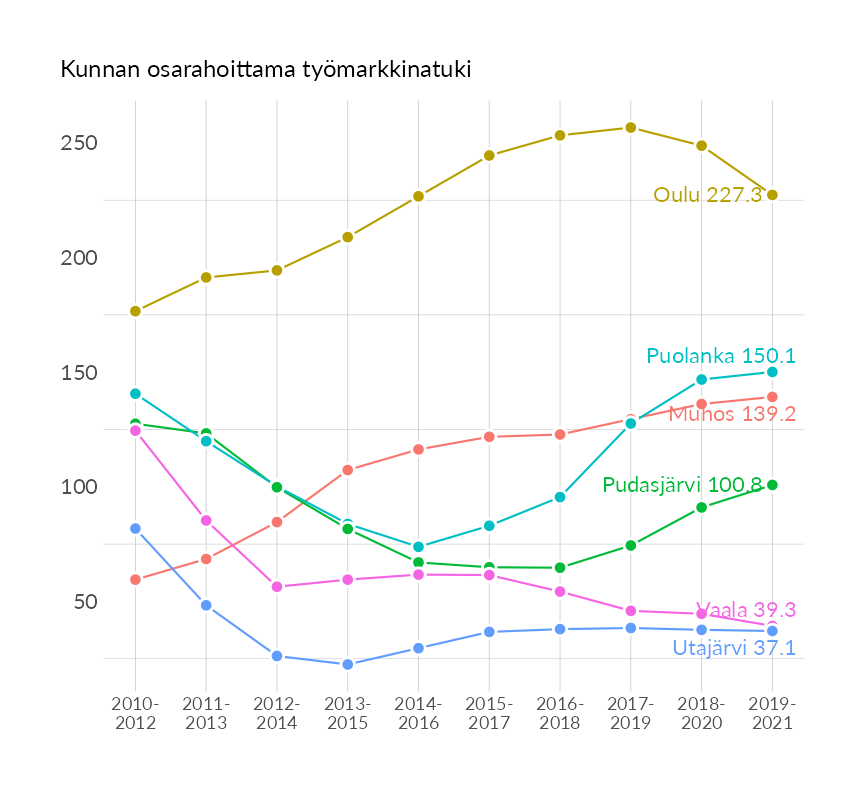 Kunnan osarahoittama työmarkkinatuki
250
200
150
100
50
Oulu 227.3
Puolanka 150.1
Muhos 139.2
Pudasjärvi 100.8
Vaala 39.3
Utajärvi 37.1
2010- 2011- 2012- 2013- 2014- 2015- 2016- 2017- 2018- 2019-
2012 2013 2014 2015 2016 2017 2018 2019 2020 2021